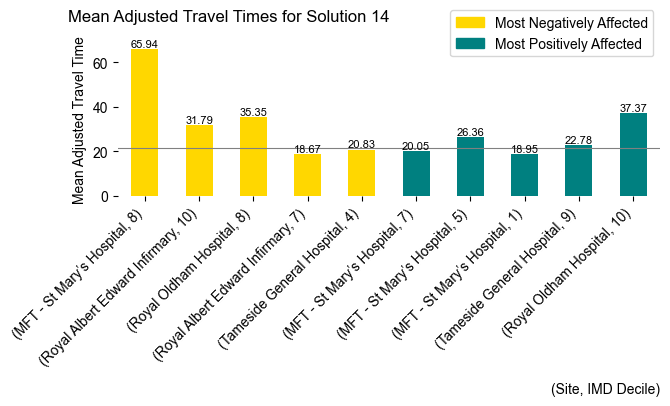 Mean Adjusted Travel Times for Solution 14
Most Negatively Affected
Most Positively Affected
Mean Adjusted Travel Time
60
40
20
0
65.94
31.79
35.35
18.67
20.83
20.05
26.36
18.95
22.78
37.37
(MFT - St Mary's Hospital, 8)
(Royal Albert Edward Infirmary, 10)
(Royal Oldham Hospital, 8)
(Royal Albert Edward Infirmary, 7)
(Tameside General Hospital, 4)
(MFT - St Mary's Hospital, 7)
(MFT - St Mary's Hospital, 5)
(MFT - St Mary's Hospital, 1)
(Tameside General Hospital, 9)
(Royal Oldham Hospital, 10)
(Site, IMD Decile)